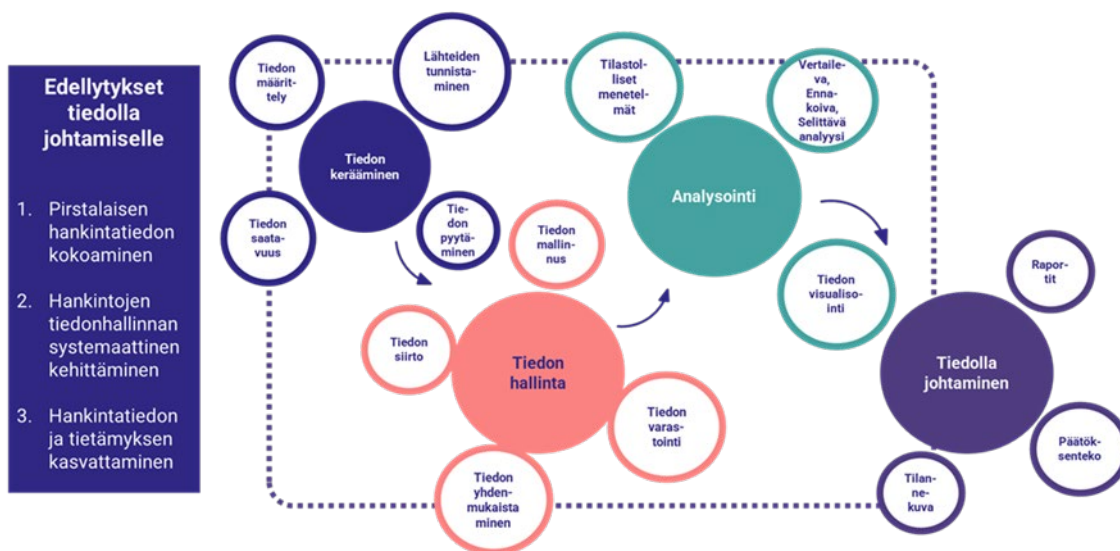 Edellytykset
tiedolla
johtamiselle
1. Pirstalaisen
hankintatiedon
kokoaminen
2. Hankintojen
tiedonhallinnan
systemaattinen
kehittäminen
3. Hankintatiedon
ja tietämyksen
kasvattaminen
Tiedon
määrit-
tely
Lähteiden
tunnista-
minen
Tiedon
kerääminen
Tiedon
saata-
vuus
Tie-
don
pyytä-
minen
Tiedon
mallin-
nus
Tiedon
siirto
Tiedon
hallinta
Tiedon
varas-
tointi
Tiedon
yhden-
mukaista
minen
Tilastol-
liset
menetel-
mät
Vertaile-
va,
Enna-
koiva,
Selittävä
analyysi
Analysointi
Tiedon
visualiso-
inti
Tiedolla
johtaminen
Rapor-
tit
Päätök-
senteko
Tilan-
ne-
kuva